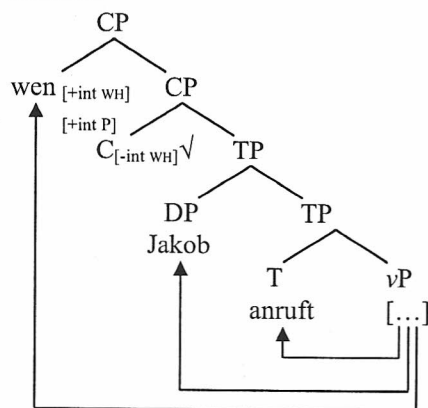 CP
wen [+int WH] CP
[+int P]
C[-int WH]√ TP
DP TP
Jakob
T vP
anruft [...]